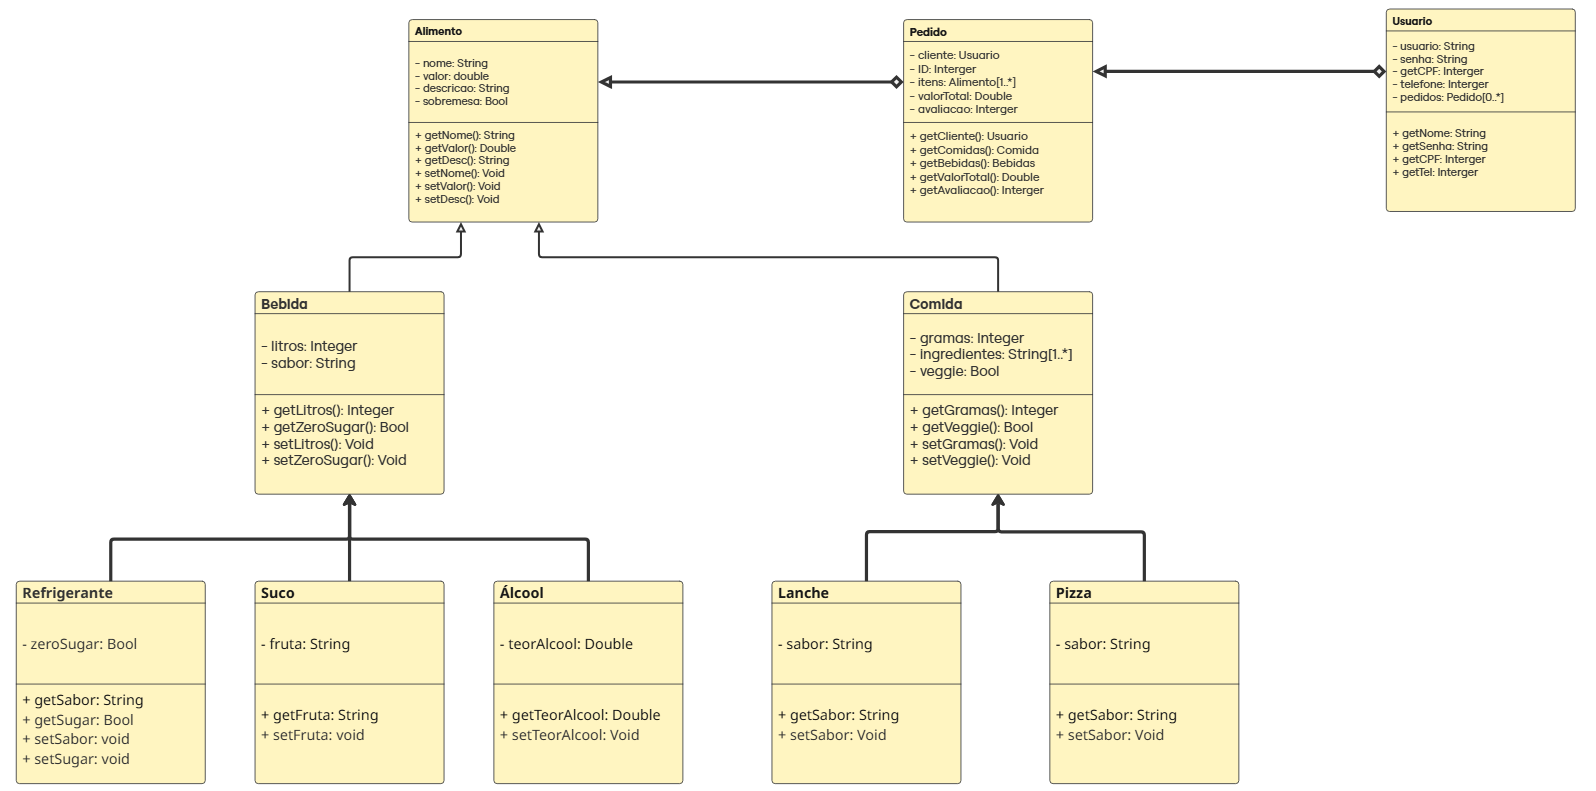 Alimento
- nome: String
- valor: double
- descricao: String
- sobremesa: Bool
+ getNome(): String
+ getValor(): Double
+ getDesc(): String
+ setNome(): Void
+ setValor(): Void
+ setDesc(): Void
Pedido
- cliente: Usuario
- ID: Interger
- itens: Alimento[1..*]
- valorTotal: Double
- avaliacao: Interger
+ getCliente(): Usuario
+ getComidas(): Comida
+ getBebidas(): Bebidas
+ getValorTotal(): Double
+ getAvaliacao(): Interger
Usuario
- usuario: String
- senha: String
- getCPF: Interger
- telefone: Interger
- pedidos: Pedido[0..*]
+ getNome: String
+ getSenha: String
+ getCPF: Interger
+ getTel: Interger
Bebida
- litros: Integer
- sabor: String
+ getLitros(): Integer
+ getZeroSugar(): Bool
+ setLitros(): Void
+ setZeroSugar(): Void
Comida
- gramas: Integer
- ingredientes: String[1..*]
- veggie: Bool
+ getGramas(): Integer
+ getVeggie(): Bool
+ setGramas(): Void
+ setVeggie(): Void
Refrigerante
- zeroSugar: Bool
+ getSabor: String
+ getSugar: Bool
+ setSabor: void
+ setSugar: void
Suco
- fruta: String
+ getFruta: String
+ setFruta: void
Álcool
- teorAlcool: Double
+ getTeorAlcool: Double
+ setTeorAlcool: Void
Lanche
- sabor: String
+ getSabor: String
+ setSabor: Void
Pizza
- sabor: String
+ getSabor: String
+ setSabor: Void